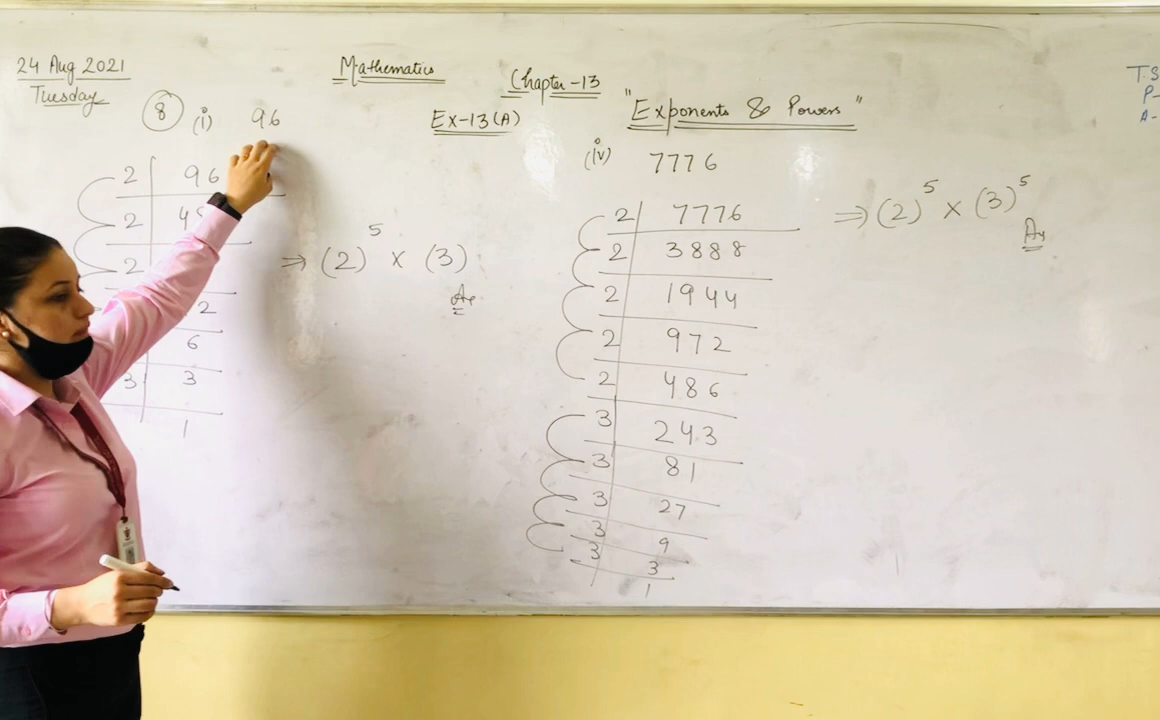 24 Aug 2021
Tuesday
Mathematics
Chapter-13
Ex-13(A)
"Exponents & Powers"
T.S
P-
A-
8 (i) 96
2 96
2
2
2
6
3 3
1
⇒ (2)^5 × (3)
Ans
(iv) 7776
2 7776
2 3888
2 1944
2 972
2 486
3 243
3 81
3 27
3 9
3 3
1
⇒ (2)^5 × (3)^5
Ans